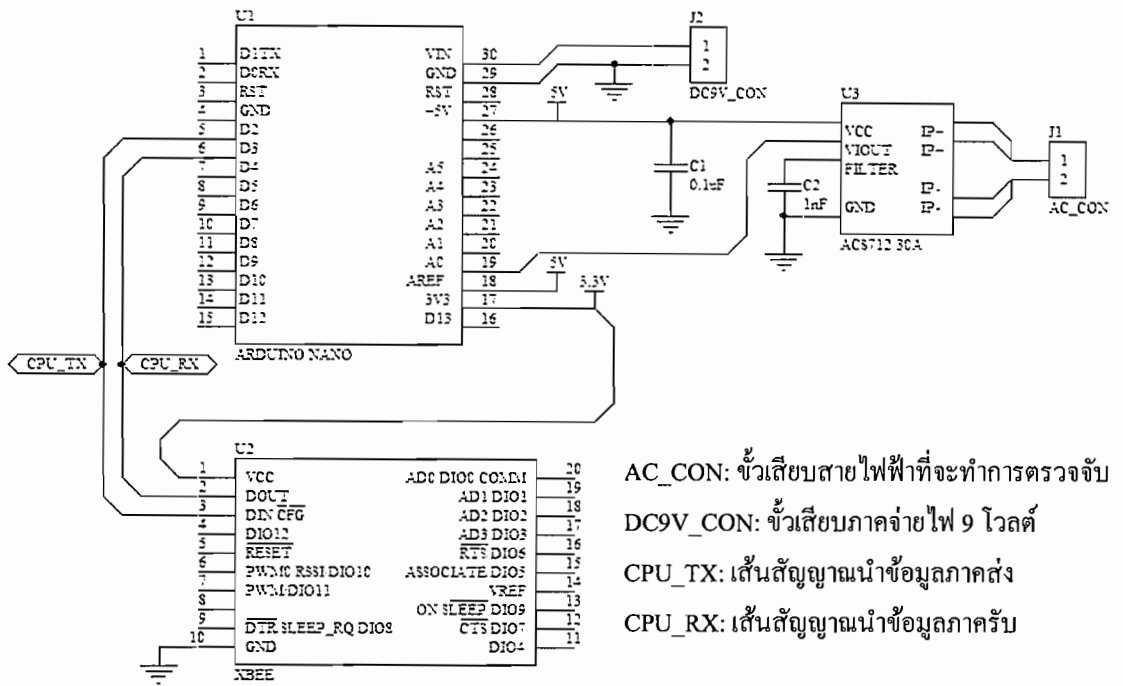 U1
1 D1TX
2 D0RX
3 RST
4 GND
5 D2
6 D3
7 D4
8 D5
9 D6
10 D7
11 D8
12 D9
13 D10
14 D11
15 D12
VIN 30
GND 29
RST 28
27
26
25
A5 24
A4 23
A3 22
A2 21
A1 20
A0 19
AREF 18
3V3 17
D13 16
ARDUINO NANO
J2
1
2
DC9V_CON
5V
C1
0.1uF
C2
1nF
U3
VCC
VIOUT
FILTER
GND
ACS712 30A
J1
1
2
AC_CON
5V
3.3V
CPU_TX
CPU_RX
U2
1 VCC
2 DOUT
3 DIN CFG
4 DIO12
5 RESET
6 PWM0 RSSI DIO10
7 PWM DIO11
8
9 DTR SLEEP_RQ DIO8
10 GND
AD0 DIO0 COMM 20
AD1 DIO1 19
AD2 DIO2 18
AD3 DIO3 17
RTS DIO6 16
ASSOCIATE DIO5 15
VREF 14
ON SLEEP DIO9 13
CTS DIO7 12
DIO4 11
XBEE
AC_CON: ขั้วเสียบสายไฟฟ้าที่จะทำการตรวจจับ
DC9V_CON: ขั้วเสียบภาคจ่ายไฟ 9 โวลต์
CPU_TX: เส้นสัญญาณนำข้อมูลภาคส่ง
CPU_RX: เส้นสัญญาณนำข้อมูลภาครับ